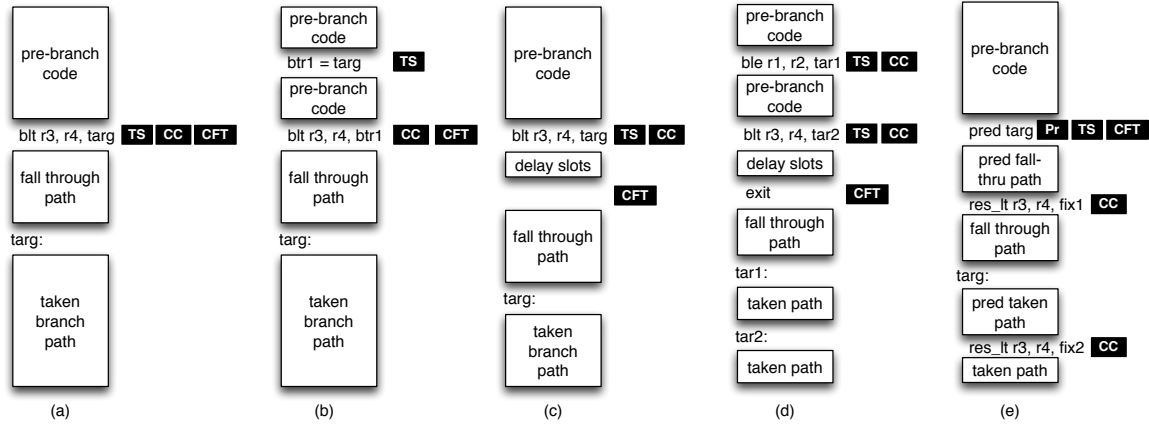 pre-branch
code
blt r3, r4, targ TS CC CFT
fall through
path
targ:
taken
branch
path
(a)
pre-branch
code
btr1 = targ TS
pre-branch
code
blt r3, r4, btr1 CC CFT
fall through
path
targ:
taken
branch
path
(b)
pre-branch
code
blt r3, r4, targ TS CC
delay slots
CFT
fall through
path
targ:
taken
branch
path
(c)
pre-branch
code
ble r1, r2, tar1 TS CC
pre-branch
code
blt r3, r4, tar2 TS CC
delay slots
exit CFT
fall through
path
tar1:
taken path
tar2:
taken path
(d)
pre-branch
code
pred targ Pr TS CFT
pred fall-
thru path
res_lt r3, r4, fix1 CC
fall through
path
targ:
pred taken
path
res_lt r3, r4, fix2 CC
taken path
(e)